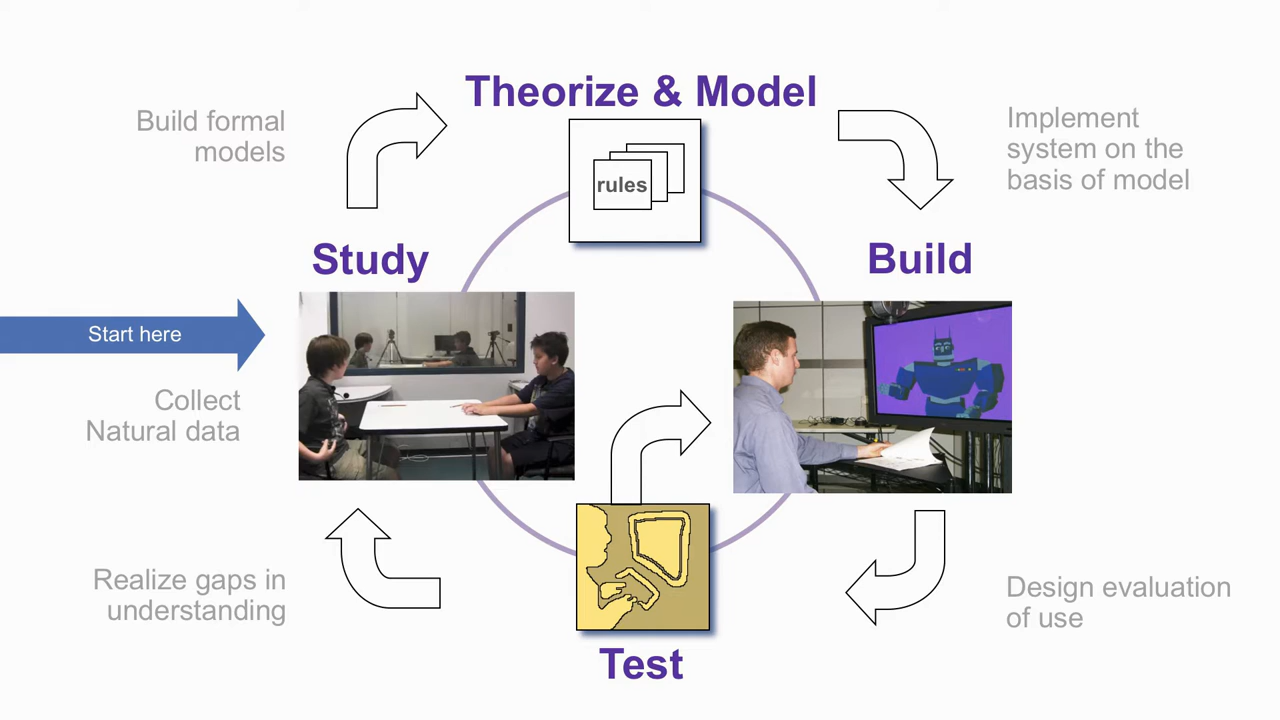 Theorize & Model
Build formal
models
Implement
system on the
basis of model
rules
Study
Build
Start here
Collect
Natural data
Realize gaps in
understanding
Design evaluation
of use
Test